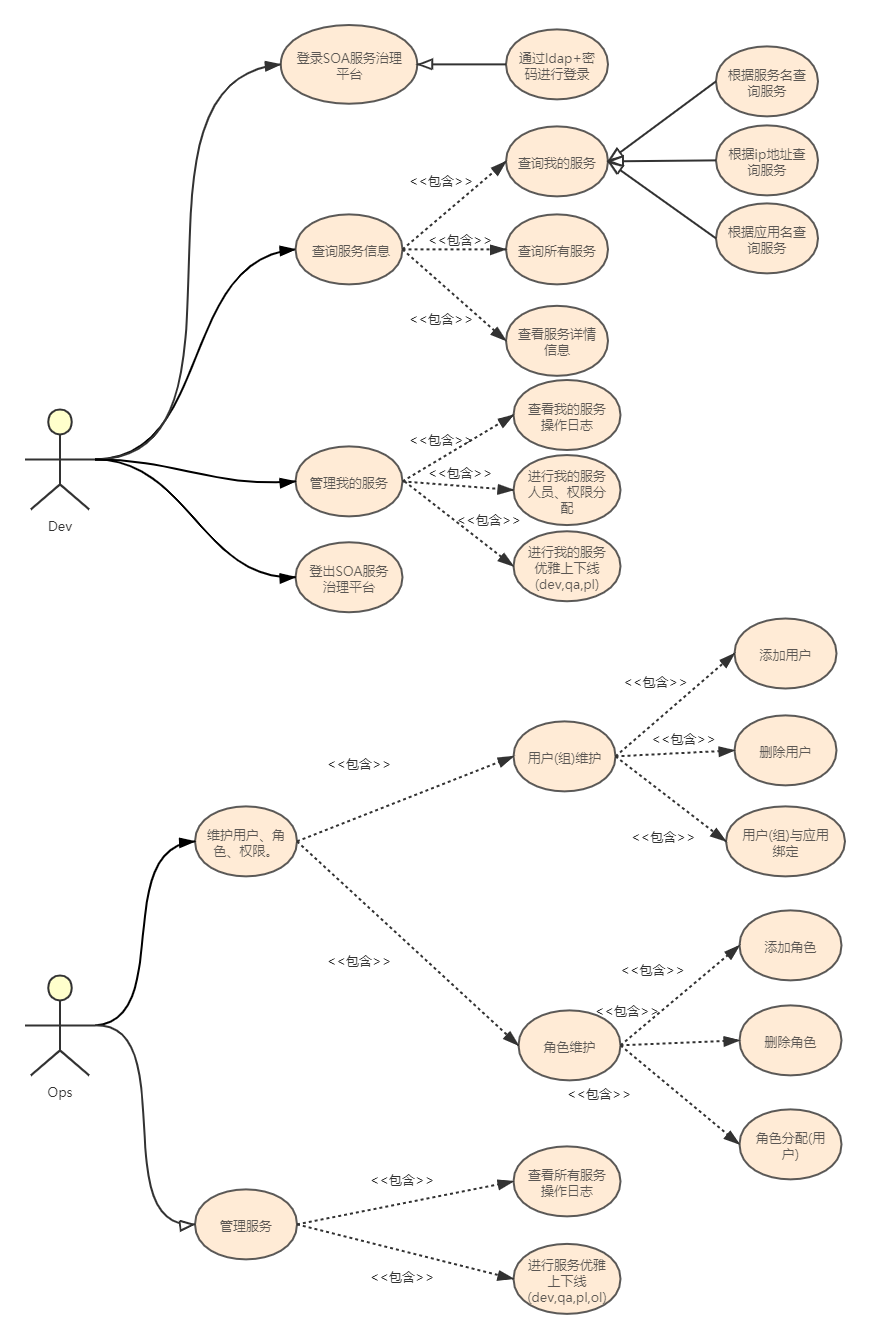 登录SOA服务治理
平台
通过ldap+密
码进行登录
根据服务名查
询服务
查询我的服务
根据ip地址查
询服务
<<包含>>
根据应用名查
询服务
查询服务信息
<<包含>>
查询所有服务
<<包含>>
查看服务详情
信息
查看我的服务
操作日志
<<包含>>
管理我的服务
<<包含>>
进行我的服务
人员、权限分
配
<<包含>>
Dev
登出SOA服务
治理平台
进行我的服务
优雅上下线
(dev,qa,pl)
添加用户
<<包含>>
<<包含>>
用户(组)维护
<<包含>>
删除用户
维护用户、角
色、权限。
<<包含>>
用户(组)与应用
绑定
<<包含>>
添加角色
<<包含>>
<<包含>>
角色维护
删除角色
Ops
<<包含>>
角色分配(用
户)
<<包含>>
查看所有服务
操作日志
管理服务
<<包含>>
进行服务优雅
上下线
(dev,qa,pl,ol)